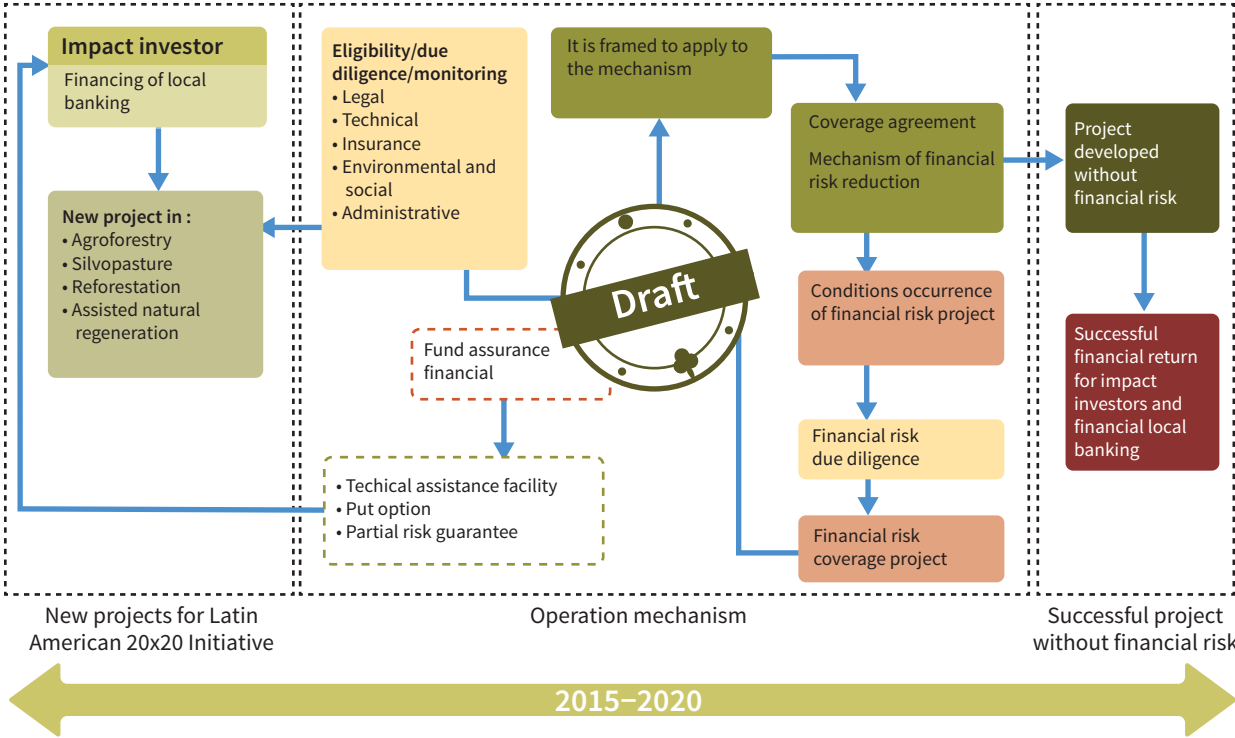 Impact investor
Financing of local
banking
New project in :
• Agroforestry
• Silvopasture
• Reforestation
• Assisted natural
regeneration
Eligibility/due
diligence/monitoring
• Legal
• Technical
• Insurance
• Environmental and
social
• Administrative
It is framed to apply to
the mechanism
Coverage agreement
Mechanism of financial
risk reduction
Project
developed
without
financial risk
Draft
Conditions occurrence
of financial risk project
Successful
financial return
for impact
investors and
financial local
banking
Fund assurance
financial
Financial risk
due diligence
• Techical assistance facility
• Put option
• Partial risk guarantee
Financial risk
coverage project
New projects for Latin
American 20x20 Initiative
Operation mechanism
Successful project
without financial risk
2015–2020